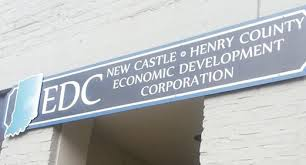 EDC
NEW CASTLE • HENRY COUNTY
ECONOMIC DEVELOPMENT
CORPORATION